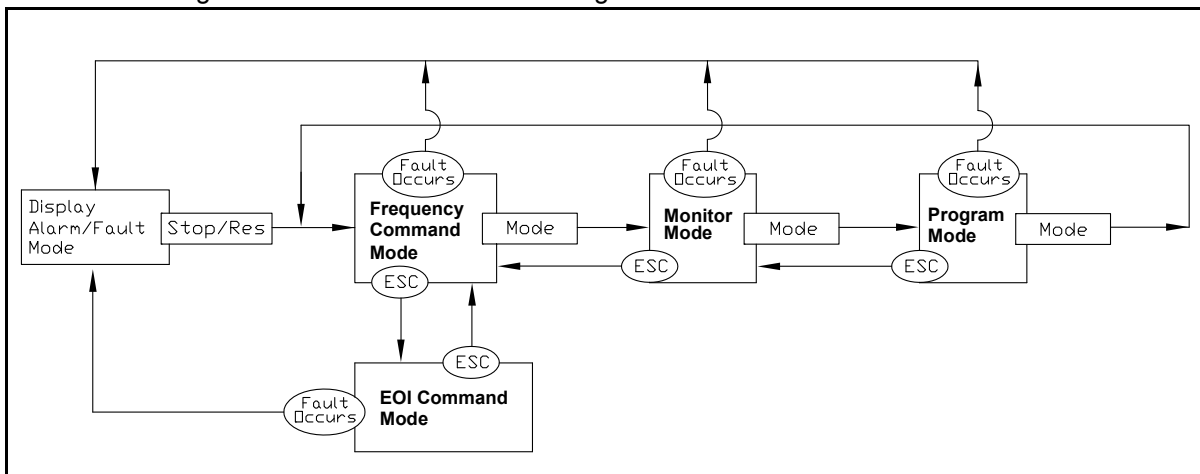 Fault
Occurs
Fault
Occurs
Fault
Occurs
Display
Alarm/Fault
Mode
Stop/Res
Frequency
Command
Mode
Mode
Monitor
Mode
Mode
Program
Mode
Mode
ESC
ESC
ESC
ESC
EOI Command
Mode
Fault
Occurs